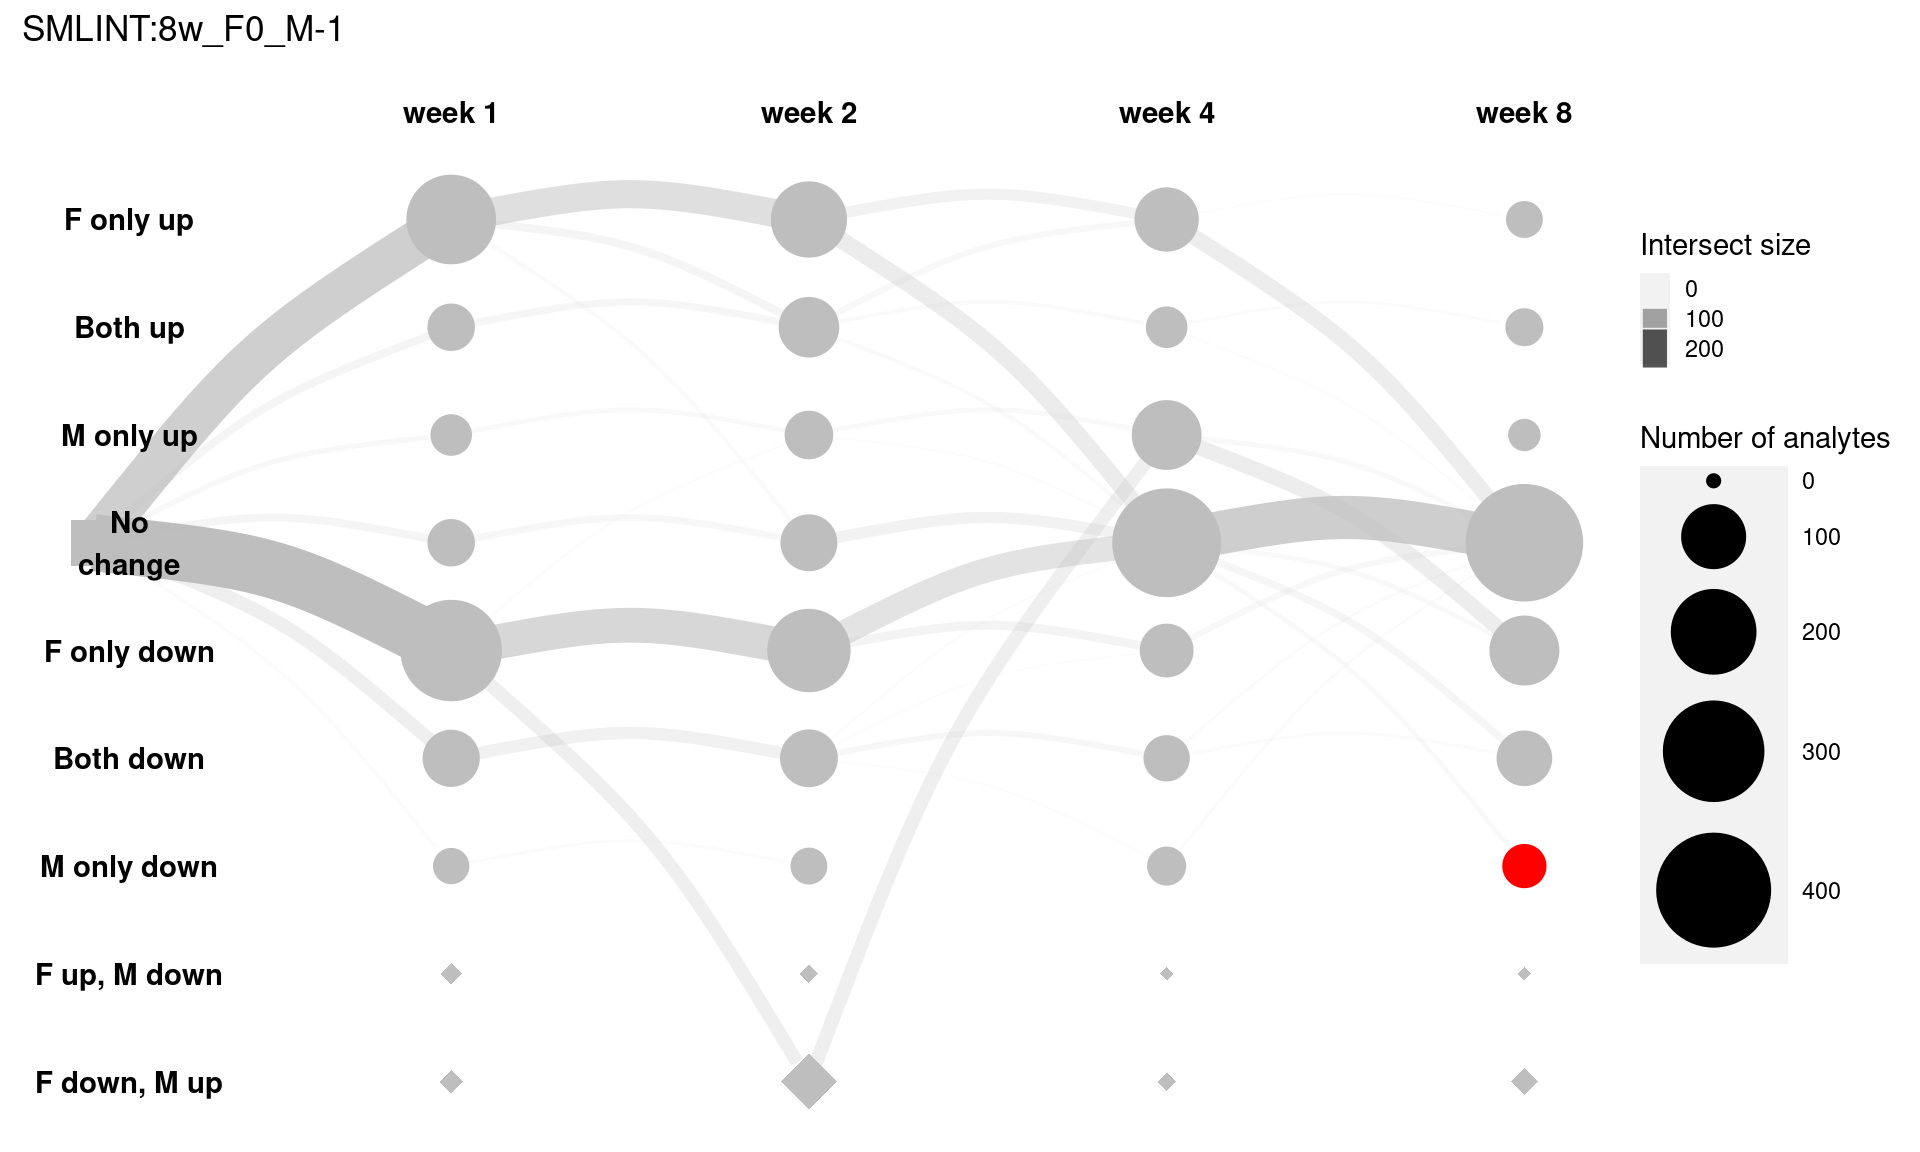 SMLINT:8w_F0_M-1
week 1
week 2
week 4
week 8
F only up
Both up
M only up
No
change
F only down
Both down
M only down
F up, M down
F down, M up
Intersect size
0
100
200
Number of analytes
0
100
200
300
400